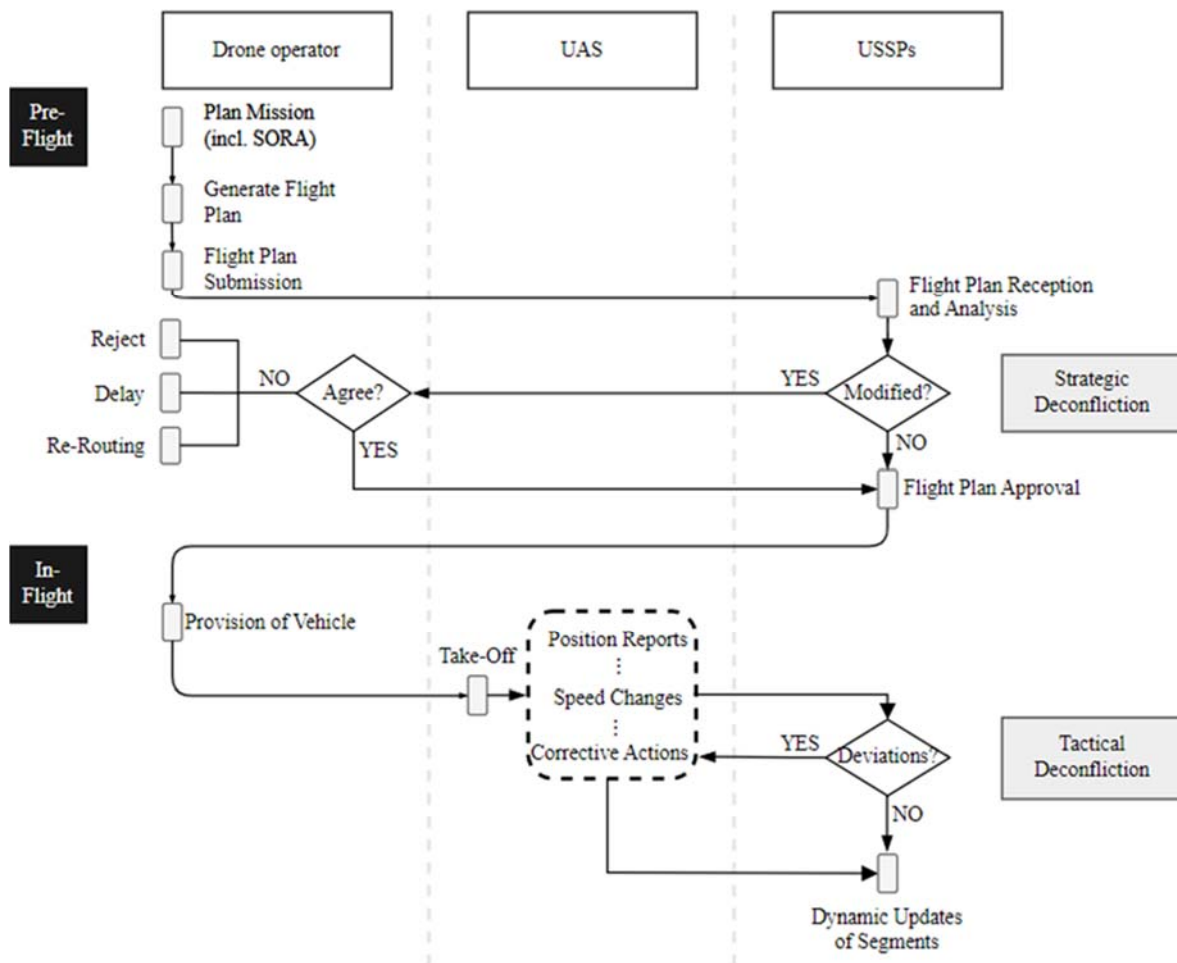 Drone operator
UAS
USSPs
Pre-
Flight
Plan Mission
(incl. SORA)
Generate Flight
Plan
Flight Plan
Submission
Flight Plan Reception
and Analysis
Reject
Delay
Re-Routing
NO
Agree?
YES
YES
Modified?
NO
Strategic
Deconfliction
Flight Plan Approval
In-
Flight
Provision of Vehicle
Take-Off
Position Reports
⋮
Speed Changes
⋮
Corrective Actions
YES
Deviations?
NO
Tactical
Deconfliction
Dynamic Updates
of Segments